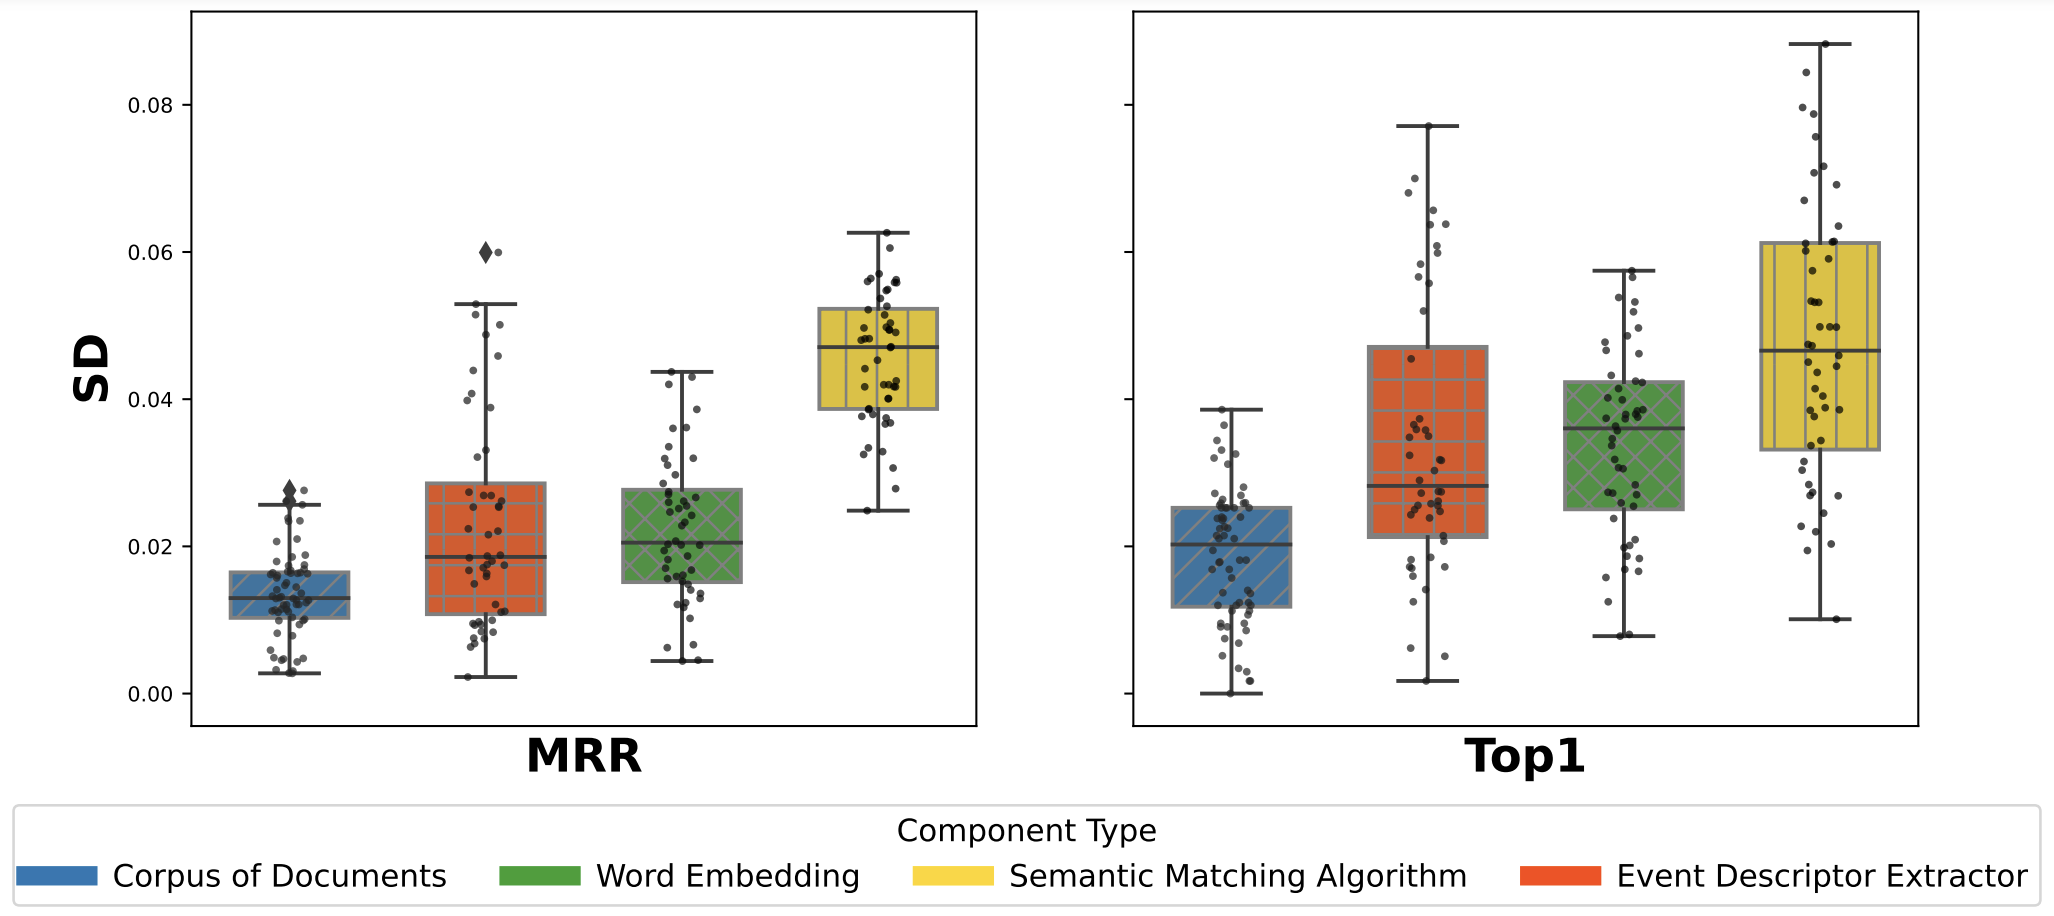 0.08
0.06
0.04
0.02
0.00
SD
MRR
Top1
Component Type
Corpus of Documents
Word Embedding
Semantic Matching Algorithm
Event Descriptor Extractor